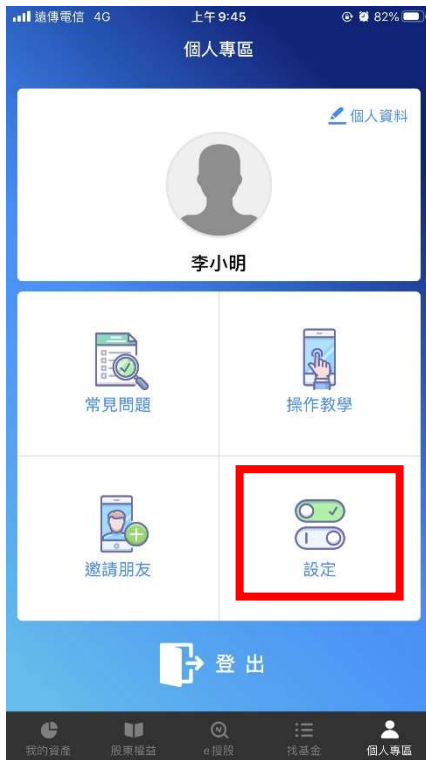 遠傳電信 4G 上午9:45 82%
個人專區
個人資料
李小明
常見問題 操作教學
邀請朋友 設定
登出
我的資產 股東權益 e搜股 找基金 個人專區